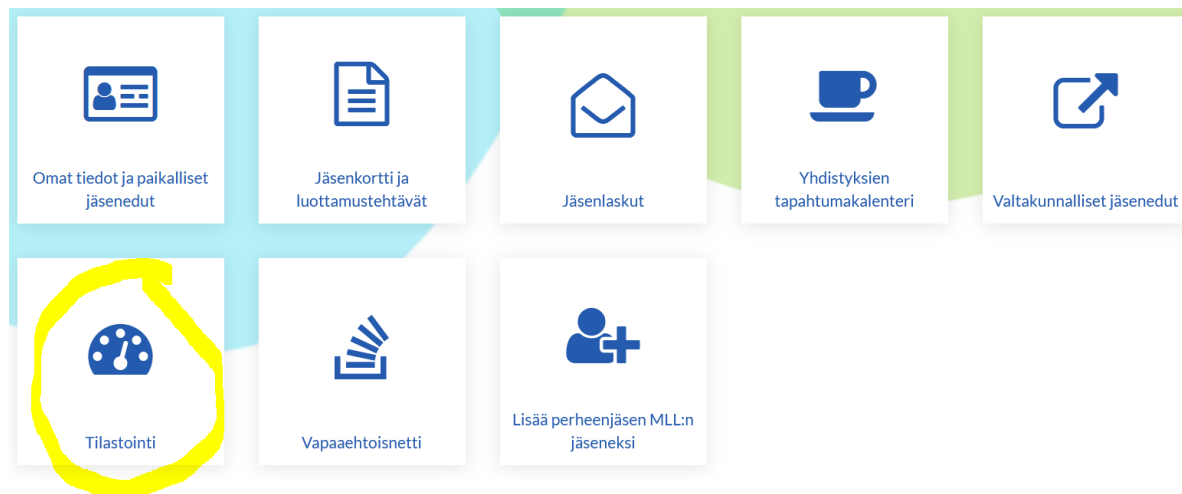 Omat tiedot ja paikalliset
jäsenedut
Jäsenkortti ja
luottamustehtävät
Jäsenlaskut
Yhdistyksien
tapahtumakalenteri
Valtakunnalliset jäsenedut
Tilastointi
Vapaaehtoisnetti
Lisää perheenjäsen MLL:n
jäseneksi